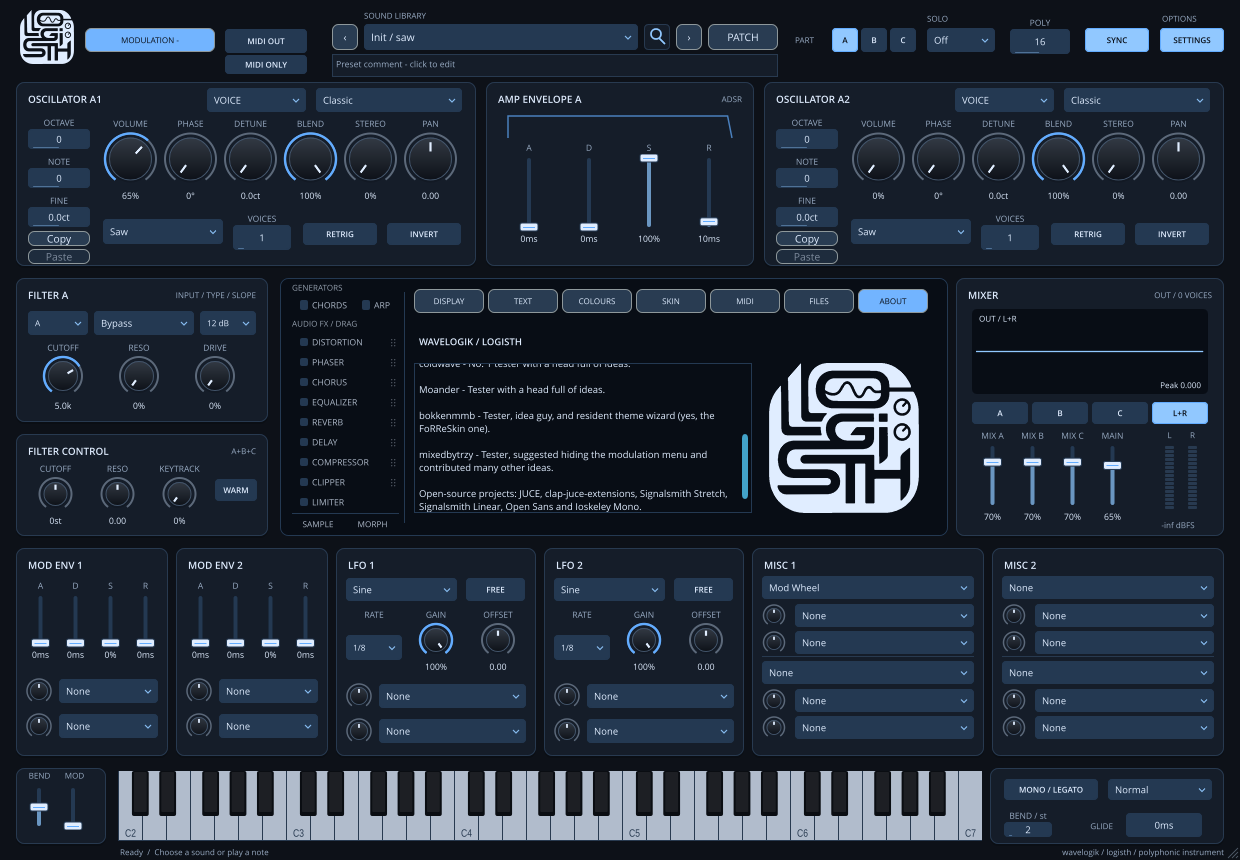 LOGiSTH
MODULATION -
MIDI OUT
MIDI ONLY
SOUND LIBRARY
‹
Init / saw
›
PATCH
Preset comment - click to edit
PART
A
B
C
SOLO
Off
POLY
16
SYNC
OPTIONS
SETTINGS
OSCILLATOR A1
VOICE
Classic
OCTAVE
0
NOTE
0
FINE
0.0ct
Copy
Paste
VOLUME PHASE DETUNE BLEND STEREO PAN
65% 0° 0.0ct 100% 0% 0.00
Saw
VOICES
1
RETRIG
INVERT
AMP ENVELOPE A
ADSR
A D S R
0ms 0ms 100% 10ms
OSCILLATOR A2
VOICE
Classic
OCTAVE
0
NOTE
0
FINE
0.0ct
Copy
Paste
VOLUME PHASE DETUNE BLEND STEREO PAN
0% 0° 0.0ct 100% 0% 0.00
Saw
VOICES
1
RETRIG
INVERT
FILTER A
INPUT / TYPE / SLOPE
A
Bypass
12 dB
CUTOFF RESO DRIVE
5.0k 0% 0%
FILTER CONTROL
A+B+C
CUTOFF RESO KEYTRACK
WARM
0st 0.00 0%
GENERATORS
CHORDS ARP
AUDIO FX / DRAG
DISTORTION
PHASER
CHORUS
EQUALIZER
REVERB
DELAY
COMPRESSOR
CLIPPER
LIMITER
SAMPLE MORPH
DISPLAY TEXT COLOURS SKIN MIDI FILES ABOUT
WAVELOGIK / LOGISTH
coldwave - No. 1 tester with a head full of ideas.
Moander - Tester with a head full of ideas.
bokkenmmb - Tester, idea guy, and resident theme wizard (yes, the
FoRReSkin one).
mixedbytrzy - Tester, suggested hiding the modulation menu and
contributed many other ideas.
Open-source projects: JUCE, clap-juce-extensions, Signalsmith Stretch,
Signalsmith Linear, Open Sans and Ioskeley Mono.
LOGiSTH
MIXER
OUT / 0 VOICES
OUT / L+R
Peak 0.000
A B C L+R
MIX A MIX B MIX C MAIN L R
70% 70% 70% 65%
-inf dBFS
MOD ENV 1
A D S R
0ms 0ms 0% 0ms
None
None
MOD ENV 2
A D S R
0ms 0ms 0% 0ms
None
None
LFO 1
Sine
FREE
RATE GAIN OFFSET
1/8
100% 0.00
None
None
LFO 2
Sine
FREE
RATE GAIN OFFSET
1/8
100% 0.00
None
None
MISC 1
Mod Wheel
None
None
None
None
None
MISC 2
None
None
None
None
None
None
BEND MOD
C2 C3 C4 C5 C6 C7
MONO / LEGATO
Normal
BEND / st
2
GLIDE
0ms
Ready / Choose a sound or play a note
wavelogik / logisth / polyphonic instrument